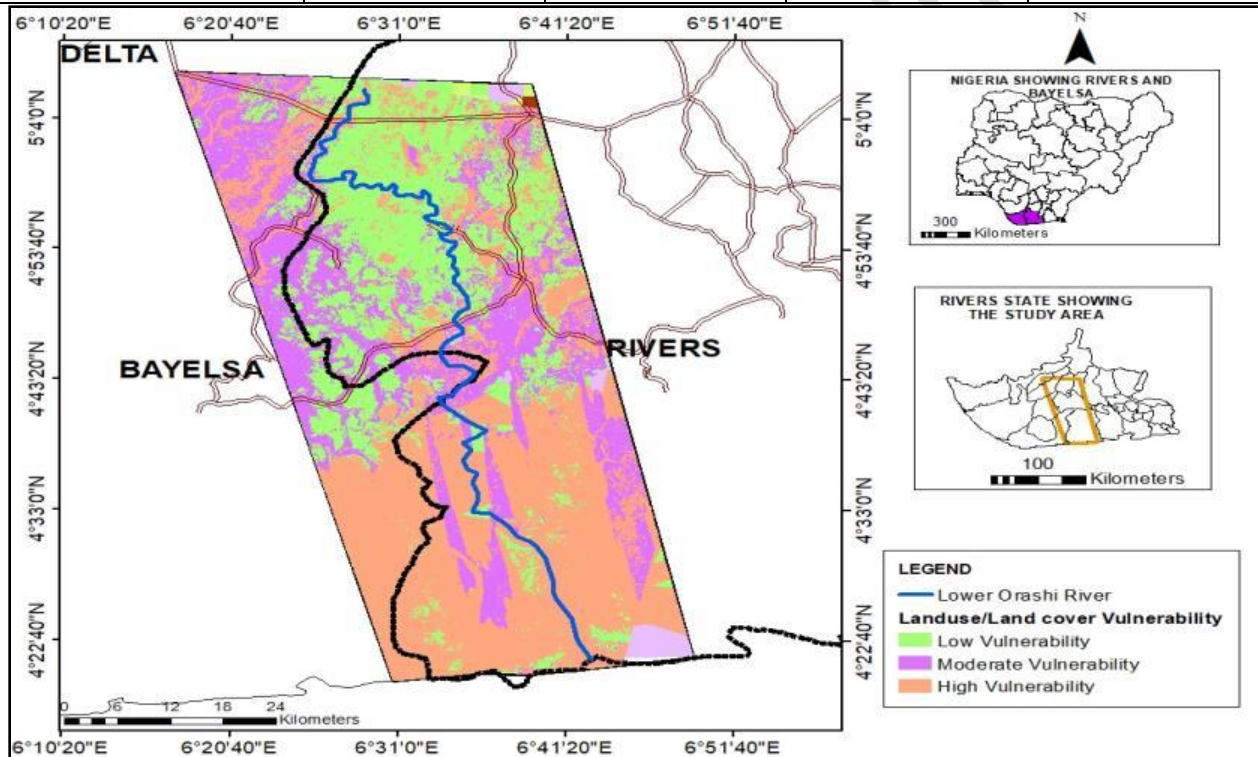 6°10'20"E 6°20'40"E 6°31'0"E 6°41'20"E 6°51'40"E
DELTA
5°4'0"N 5°4'0"N
4°53'40"N 4°53'40"N
BAYELSA RIVERS
4°43'20"N 4°43'20"N
4°33'0"N 4°33'0"N
4°22'40"N 4°22'40"N
0 6 12 18 24
Kilometers
6°10'20"E 6°20'40"E 6°31'0"E 6°41'20"E 6°51'40"E
N
NIGERIA SHOWING RIVERS AND
BAYELSA
300
Kilometers
RIVERS STATE SHOWING
THE STUDY AREA
100
Kilometers
LEGEND
Lower Orashi River
Landuse/Land cover Vulnerability
Low Vulnerability
Moderate Vulnerability
High Vulnerability